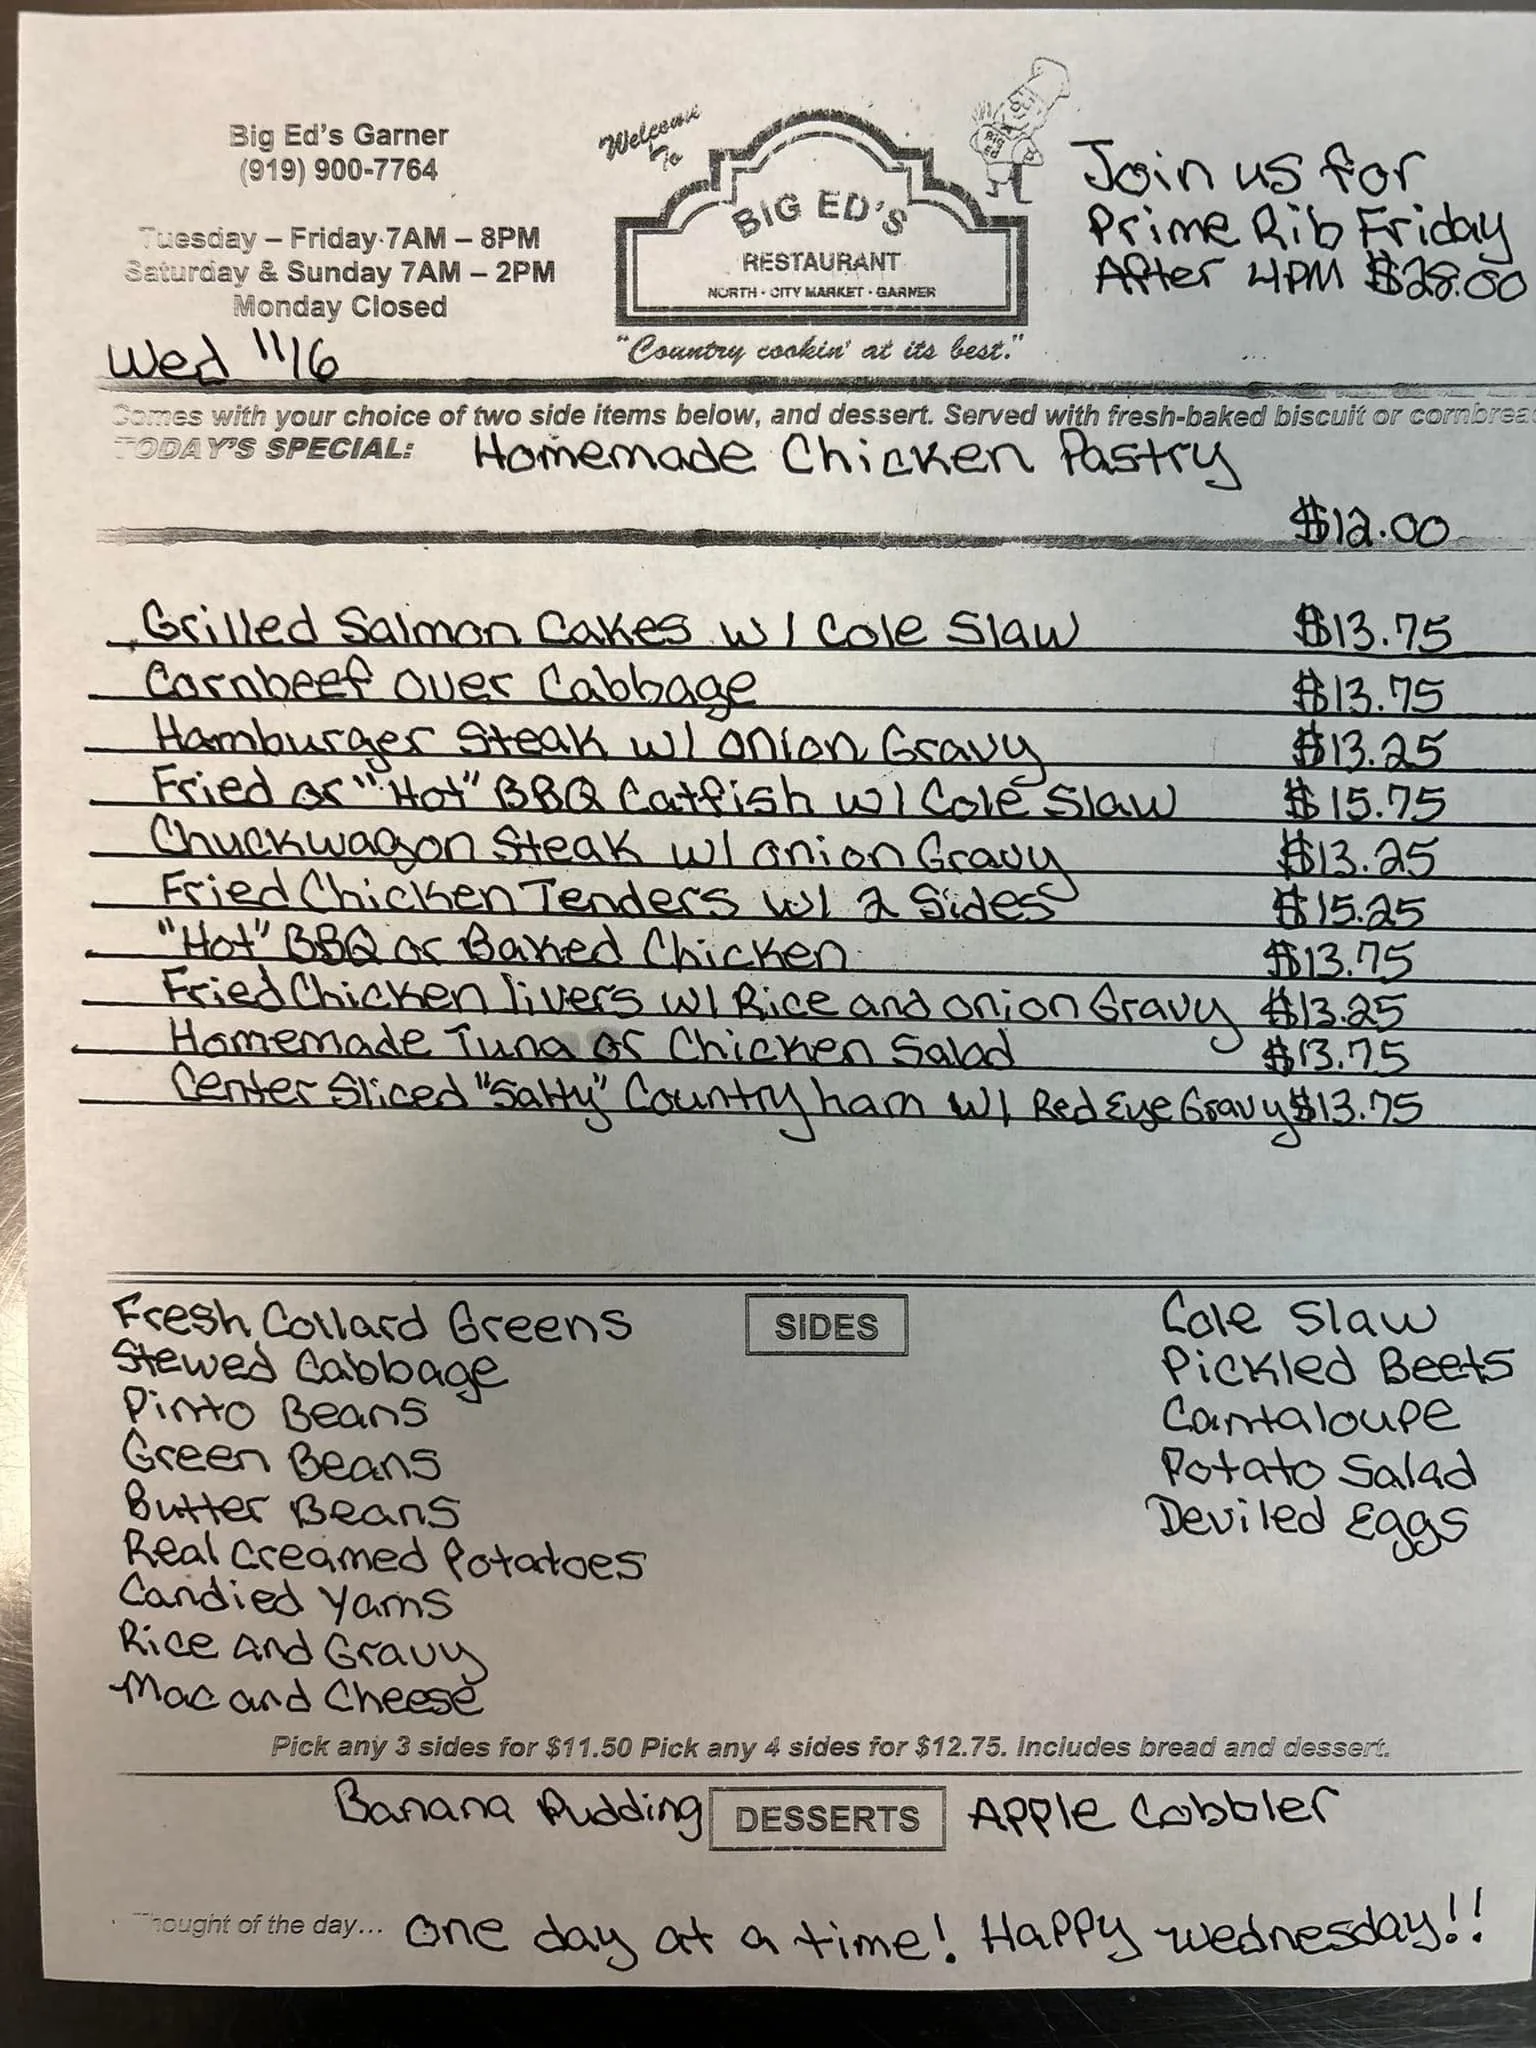 Big Ed's Garner
(919) 900-7764
Tuesday – Friday 7AM – 8PM
Saturday & Sunday 7AM – 2PM
Monday Closed
Wed 11/6
Welcome
To
BIG ED'S
RESTAURANT
NORTH · CITY MARKET · GARNER
"Country cookin' at its best."
Big
Ed
Join us for
Prime Rib Friday
After 4PM $28.00
Comes with your choice of two side items below, and dessert. Served with fresh-baked biscuit or cornbrea
TODAY'S SPECIAL: Homemade Chicken Pastry
$12.00
Grilled Salmon Cakes w/ Cole Slaw $13.75
Cornbeef over Cabbage $13.75
Hamburger Steak w/ onion Gravy $13.25
Fried or "Hot" BBQ Catfish w/ Cole Slaw $15.75
Chuckwagon Steak w/ onion Gravy $13.25
Fried Chicken Tenders w/ 2 Sides $15.25
"Hot" BBQ or Baked Chicken $13.75
Fried Chicken livers w/ Rice and onion Gravy $13.25
Homemade Tuna or Chicken Salad $13.75
Center Sliced "Salty" Country ham w/ Red Eye Gravy $13.75
SIDES
Fresh Collard Greens
Stewed Cabbage
Pinto Beans
Green Beans
Butter Beans
Real Creamed Potatoes
Candied Yams
Rice and Gravy
Mac and Cheese
Cole Slaw
Pickled Beets
Cantaloupe
Potato Salad
Deviled Eggs
Pick any 3 sides for $11.50 Pick any 4 sides for $12.75. Includes bread and dessert.
Banana Pudding DESSERTS Apple Cobbler
Thought of the day... One day at a time! Happy Wednesday!!